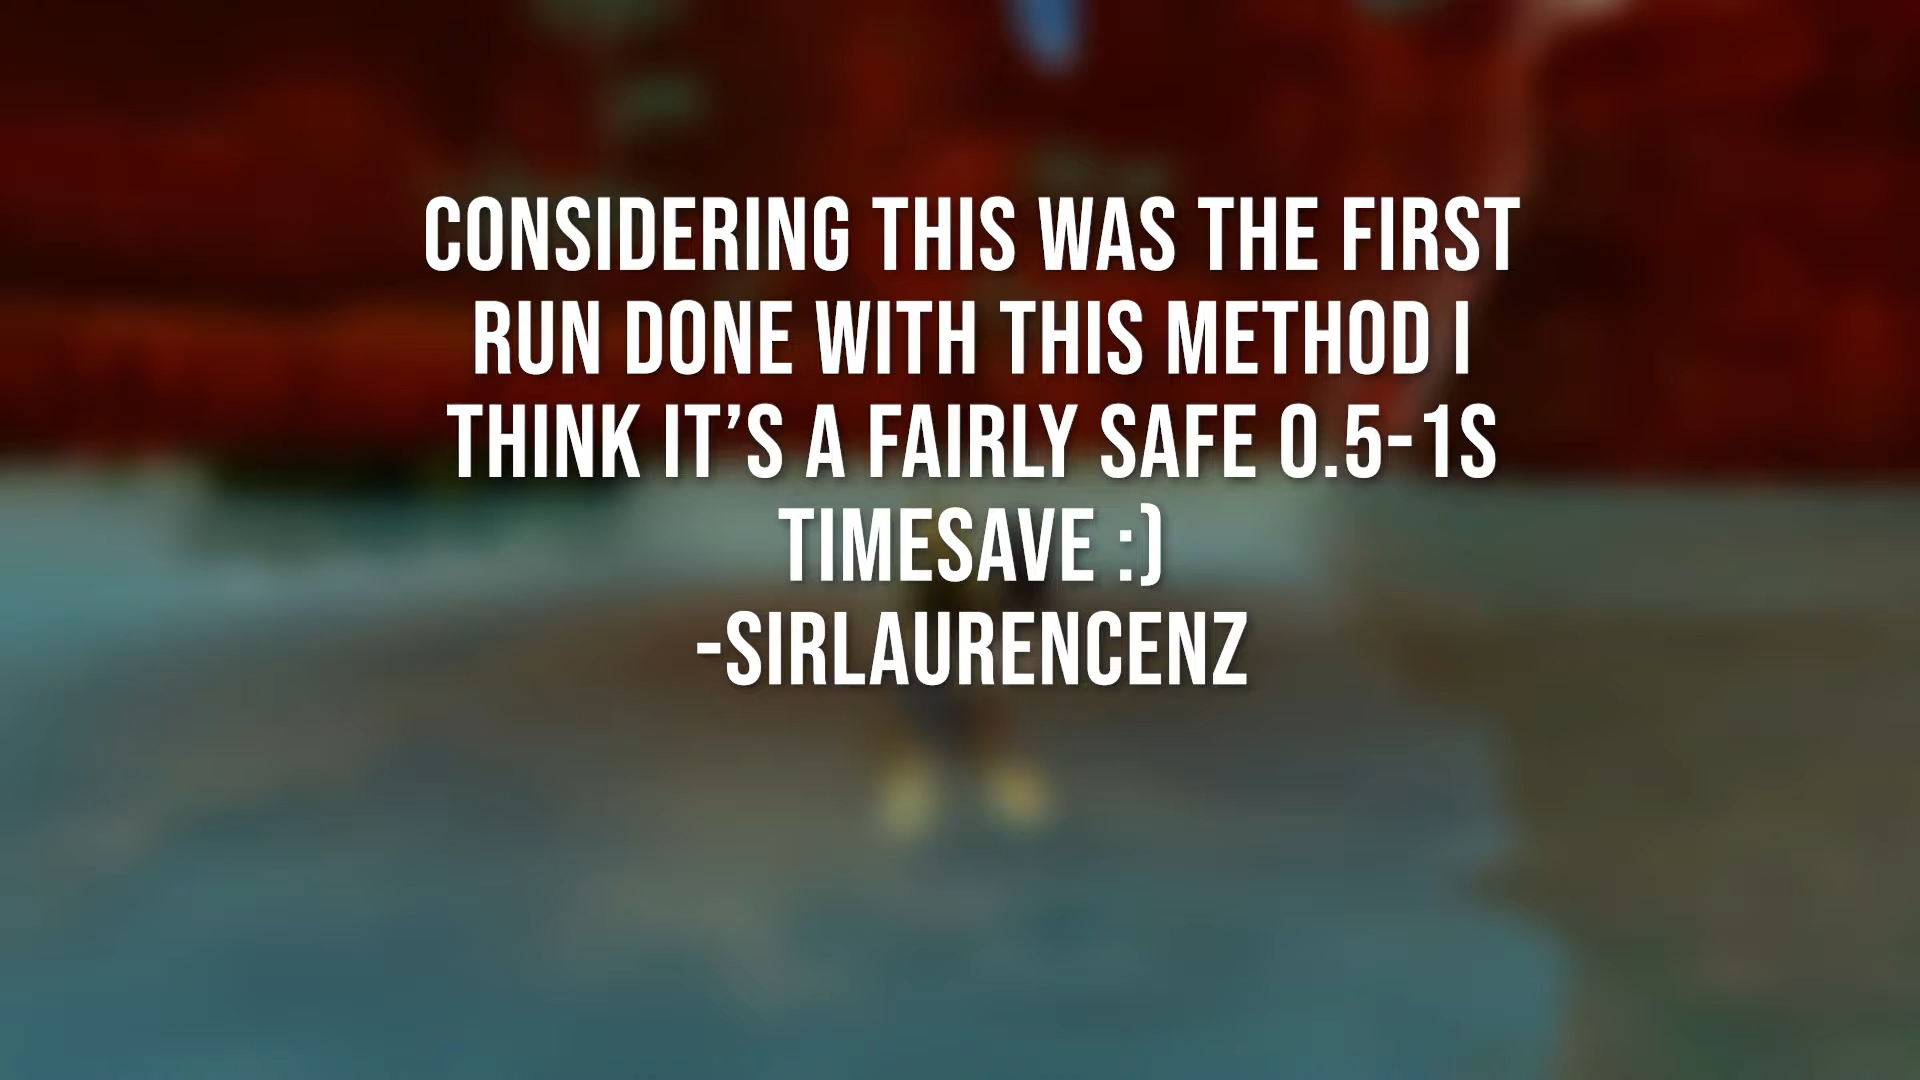 CONSIDERING THIS WAS THE FIRST
RUN DONE WITH THIS METHOD I
THINK IT’S A FAIRLY SAFE 0.5-1S
TIMESAVE :)
-SIRLAURENCENZ